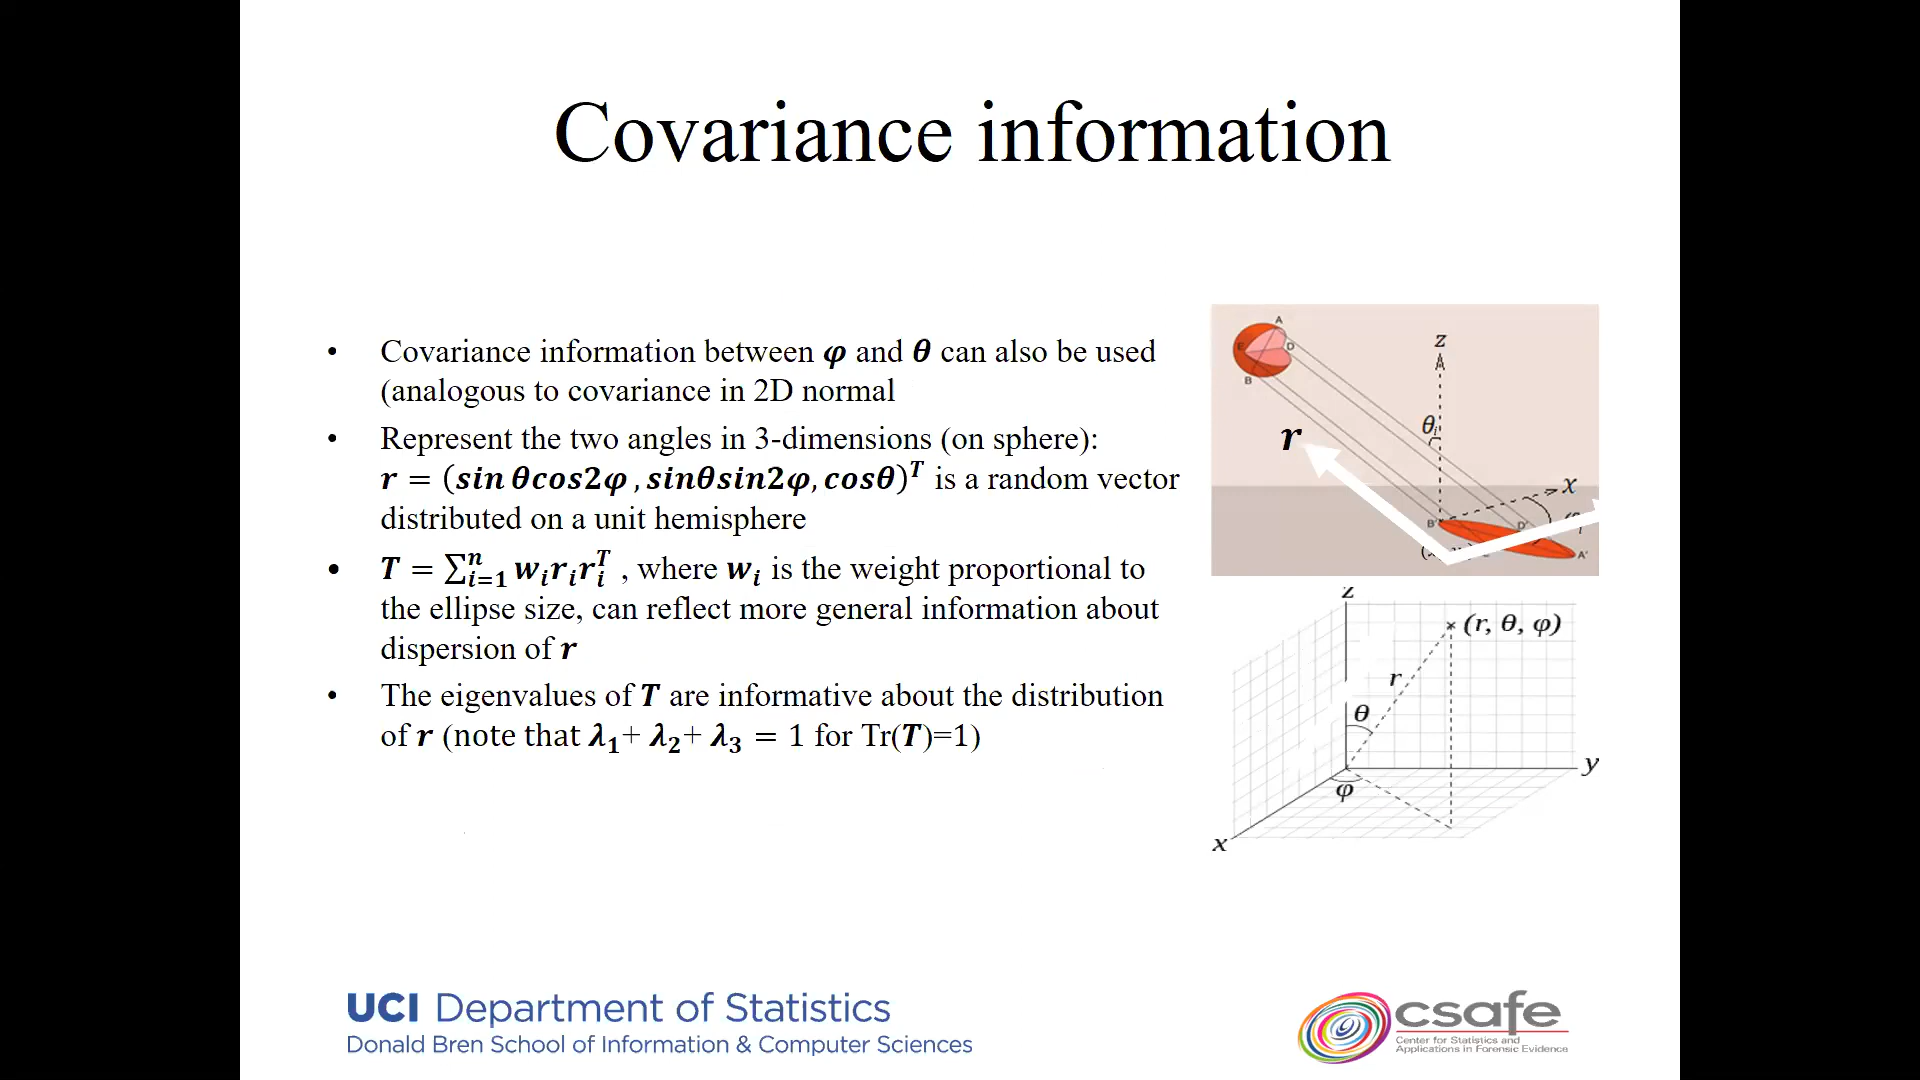 Covariance information
• Covariance information between φ and θ can also be used
(analogous to covariance in 2D normal
• Represent the two angles in 3-dimensions (on sphere):
r = (sin θcos2φ , sinθsin2φ, cosθ)ᵀ is a random vector
distributed on a unit hemisphere
• T = ∑ⁿᵢ₌₁ wᵢrᵢrᵢᵀ , where wᵢ is the weight proportional to
the ellipse size, can reflect more general information about
dispersion of r
• The eigenvalues of T are informative about the distribution
of r (note that λ₁+ λ₂+ λ₃ = 1 for Tr(T)=1)
A
E
D
B
z
θᵢ
r
x
B'
D'
A'
z
(r, θ, φ)
r
θ
y
φ
x
UCI Department of Statistics
Donald Bren School of Information & Computer Sciences
csafe
Center for Statistics and
Applications in Forensic Evidence